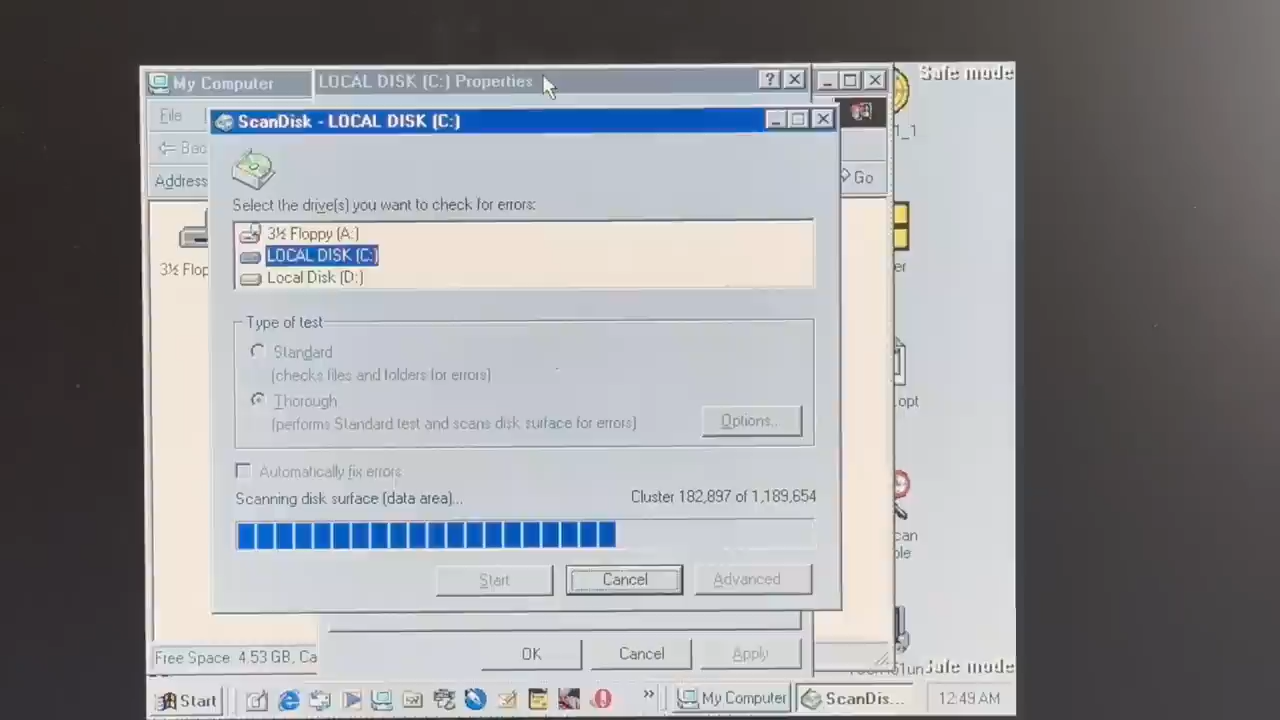 My Computer
LOCAL DISK (C:) Properties
Safe mode
File
ScanDisk - LOCAL DISK (C:)
Address
Go
Select the drive(s) you want to check for errors:
3½ Floppy (A:)
LOCAL DISK (C:)
Local Disk (D:)
3½ Flop
Type of test
Standard
(checks files and folders for errors)
Thorough
(performs Standard test and scans disk surface for errors)
Options...
.opt
Automatically fix errors
Scanning disk surface (data area)...
Cluster 182,897 of 1,189,654
Start
Cancel
Advanced
Free Space: 4.53 GB, Ca
OK
Cancel
Apply
Safe mode
Start
»
My Computer
ScanDis...
12:49 AM